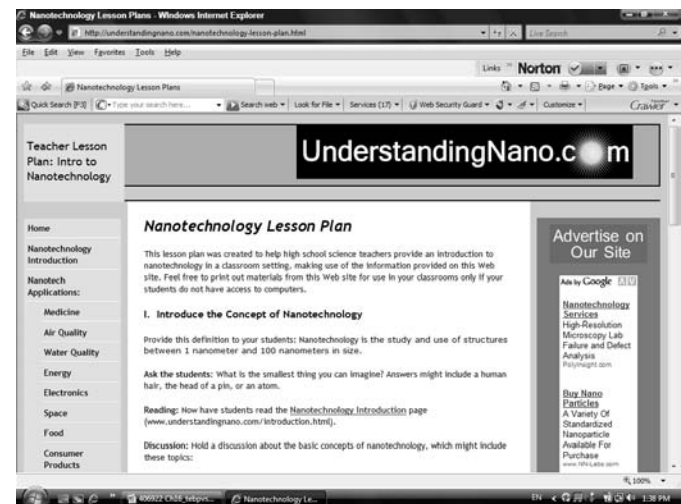 Nanotechnology Lesson Plans - Windows Internet Explorer
http://understandingnano.com/nanotechnology-lesson-plan.html
Live Search
File Edit View Favorites Tools Help
Links
Norton
Nanotechnology Lesson Plans
Page
Tools
Quick Search [F3]
Type your search here...
Search web
Look for File
Services (17)
Web Security Guard
Customize
Crawler
Teacher Lesson
Plan: Intro to
Nanotechnology
UnderstandingNano.com
Home
Nanotechnology
Introduction
Nanotech
Applications:
Medicine
Air Quality
Water Quality
Energy
Electronics
Space
Food
Consumer
Products
Nanotechnology Lesson Plan
This lesson plan was created to help high school science teachers provide an introduction to
nanotechnology in a classroom setting, making use of the information provided on this Web
site. Feel free to print out materials from this Web site for use in your classrooms only if your
students do not have access to computers.
I. Introduce the Concept of Nanotechnology
Provide this definition to your students: Nanotechnology is the study and use of structures
between 1 nanometer and 100 nanometers in size.
Ask the students: What is the smallest thing you can imagine? Answers might include a human
hair, the head of a pin, or an atom.
Reading: Now have students read the Nanotechnology Introduction page
(www.understandingnano.com/introduction.html).
Discussion: Hold a discussion about the basic concepts of nanotechnology, which might include
these topics:
Advertise on
Our Site
Ads by Google
Nanotechnology
Services
High-Resolution
Microscopy Lab
Failure and Defect
Analysis
PolyInsight.com
Buy Nano
Particles
A Variety Of
Standardized
Nanoparticle
Available For
Purchase
www.NN-Labs.com
100%
Nanotechnology Le...
EN
1:38 PM